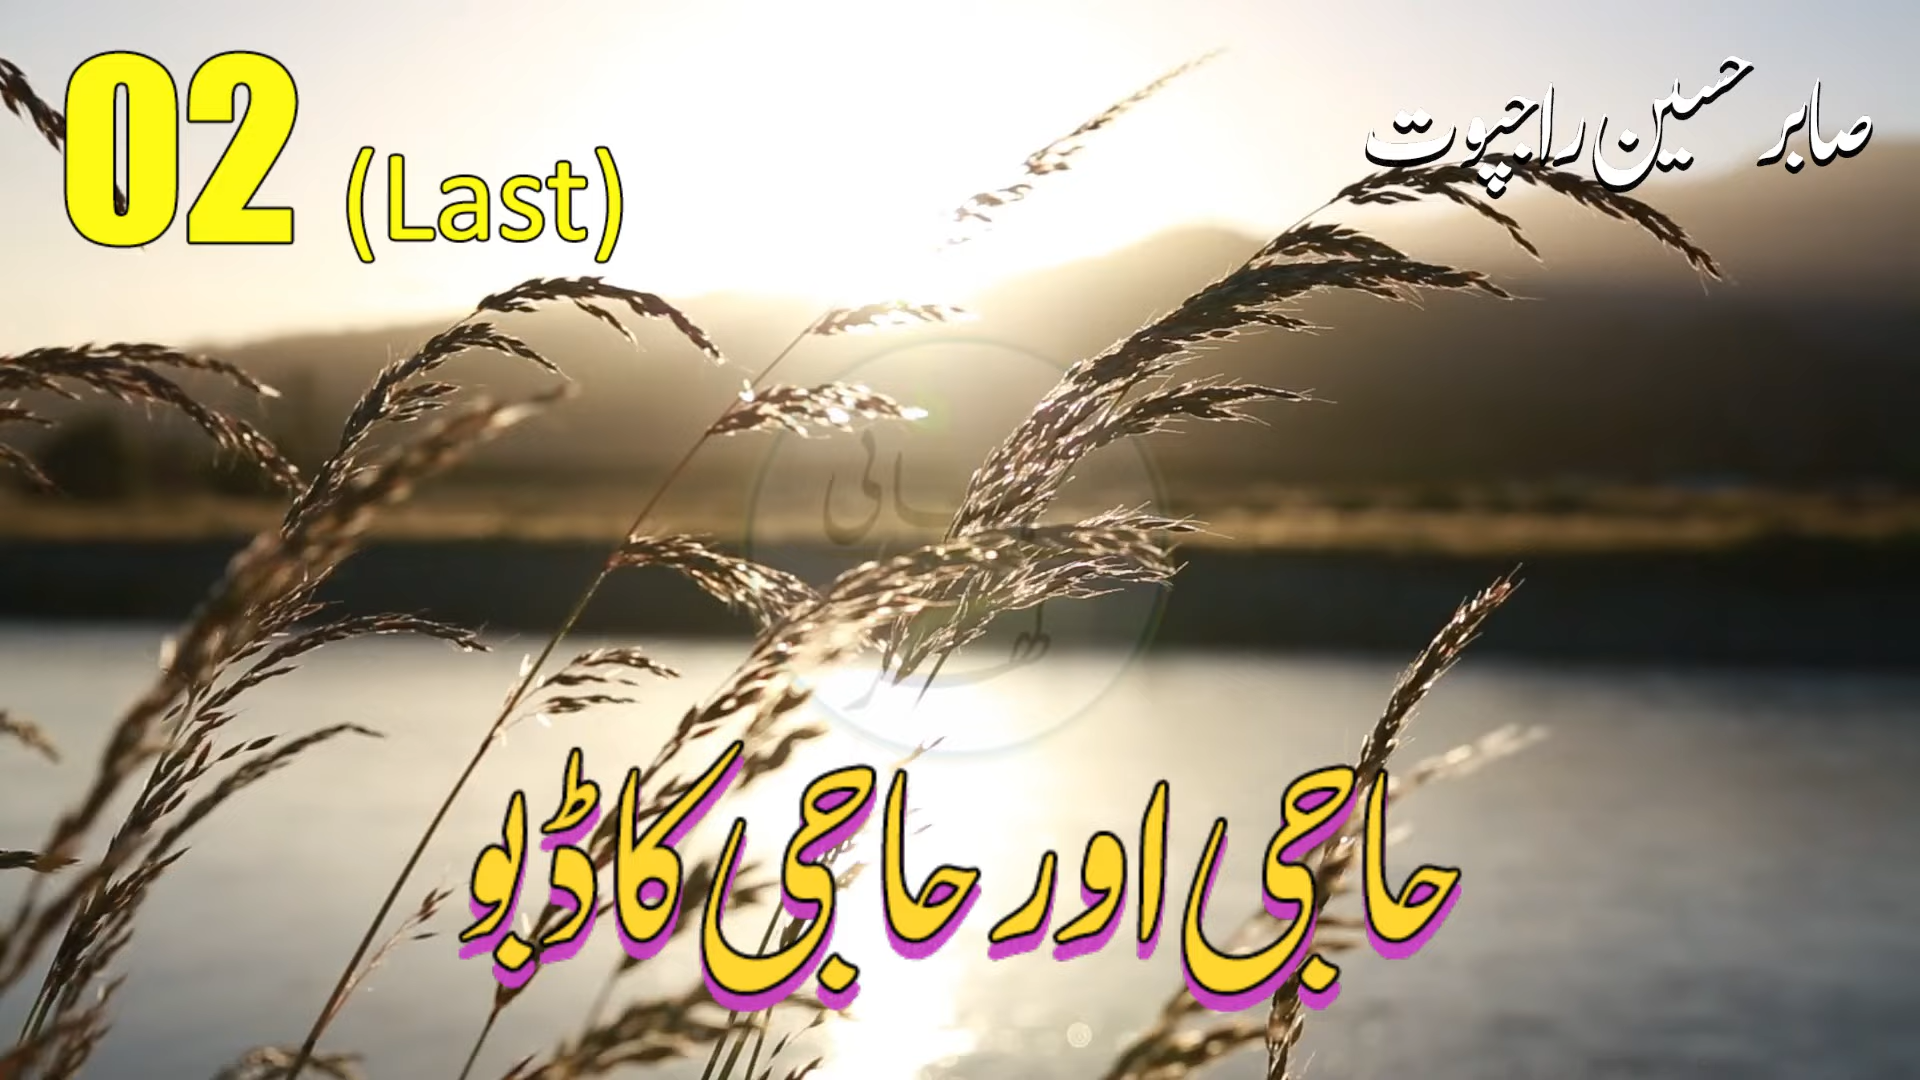 02 (Last)
صابر حسین راجپوت
حاجی اور حاجی کا ڈبو